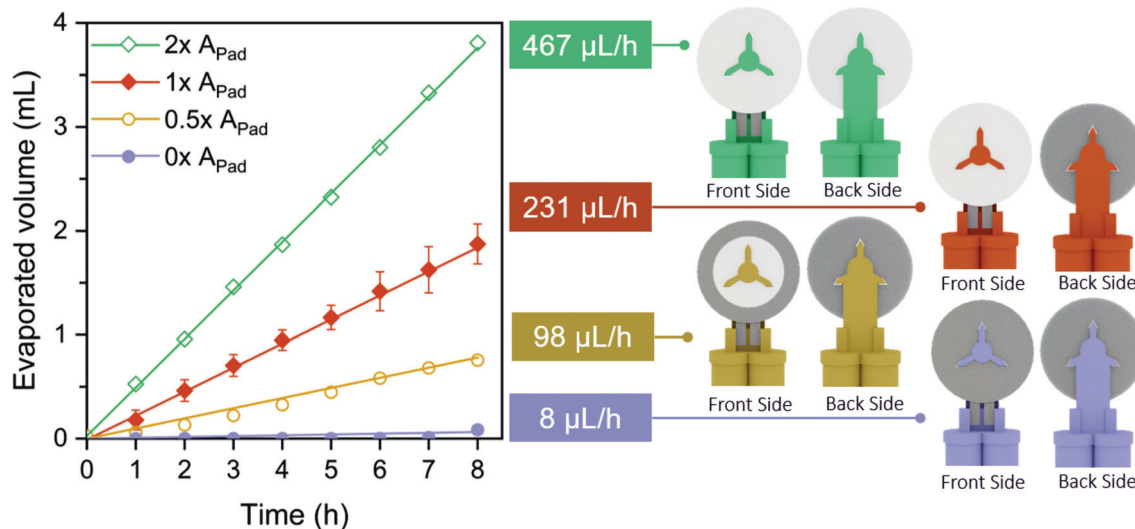 4
3
2
1
0
Evaporated volume (mL)
2x A_Pad
1x A_Pad
0.5x A_Pad
0x A_Pad
0 1 2 3 4 5 6 7 8
Time (h)
467 µL/h
Front Side Back Side
231 µL/h
Front Side Back Side
98 µL/h
Front Side Back Side
8 µL/h
Front Side Back Side